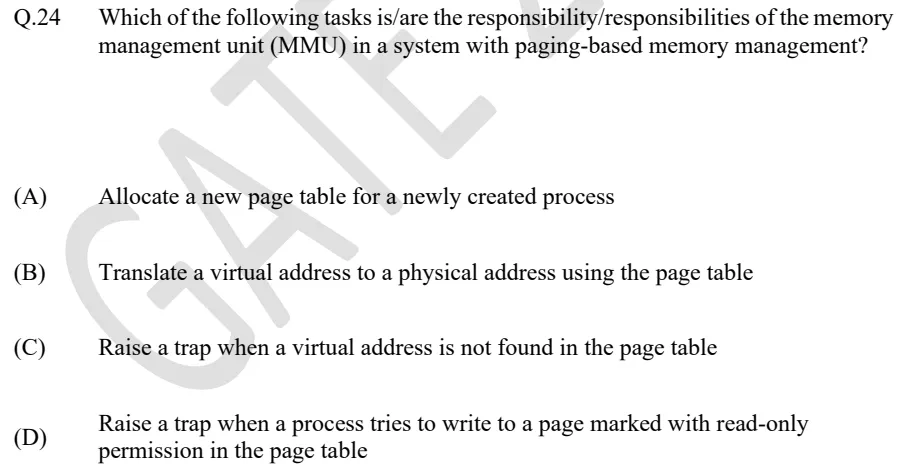 Q.24 Which of the following tasks is/are the responsibility/responsibilities of the memory
management unit (MMU) in a system with paging-based memory management?
(A) Allocate a new page table for a newly created process
(B) Translate a virtual address to a physical address using the page table
(C) Raise a trap when a virtual address is not found in the page table
(D) Raise a trap when a process tries to write to a page marked with read-only
permission in the page table
GATE 2